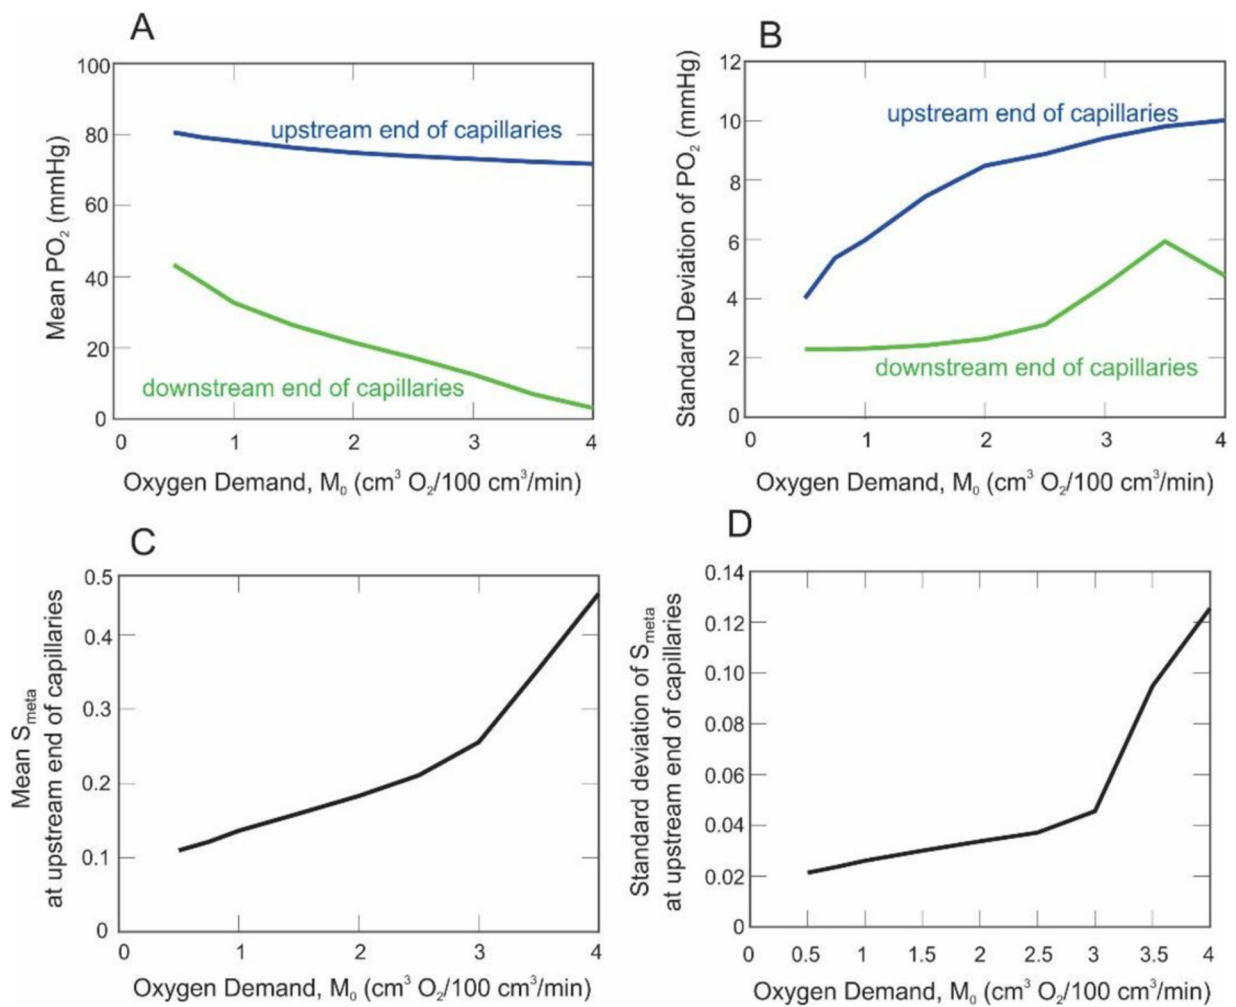 A
Mean PO₂ (mmHg)
100
80
60
40
20
0
upstream end of capillaries
downstream end of capillaries
0 1 2 3 4
Oxygen Demand, M₀ (cm³ O₂/100 cm³/min)
B
Standard Deviation of PO₂ (mmHg)
12
10
8
6
4
2
0
upstream end of capillaries
downstream end of capillaries
0 1 2 3 4
Oxygen Demand, M₀ (cm³ O₂/100 cm³/min)
C
Mean Smeta
at upstream end of capillaries
0.5
0.4
0.3
0.2
0.1
0
0 1 2 3 4
Oxygen Demand, M₀ (cm³ O₂/100 cm³/min)
D
Standard deviation of Smeta
at upstream end of capillaries
0.14
0.12
0.10
0.08
0.06
0.04
0.02
0
0 0.5 1 1.5 2 2.5 3 3.5 4
Oxygen Demand, M₀ (cm³ O₂/100 cm³/min)